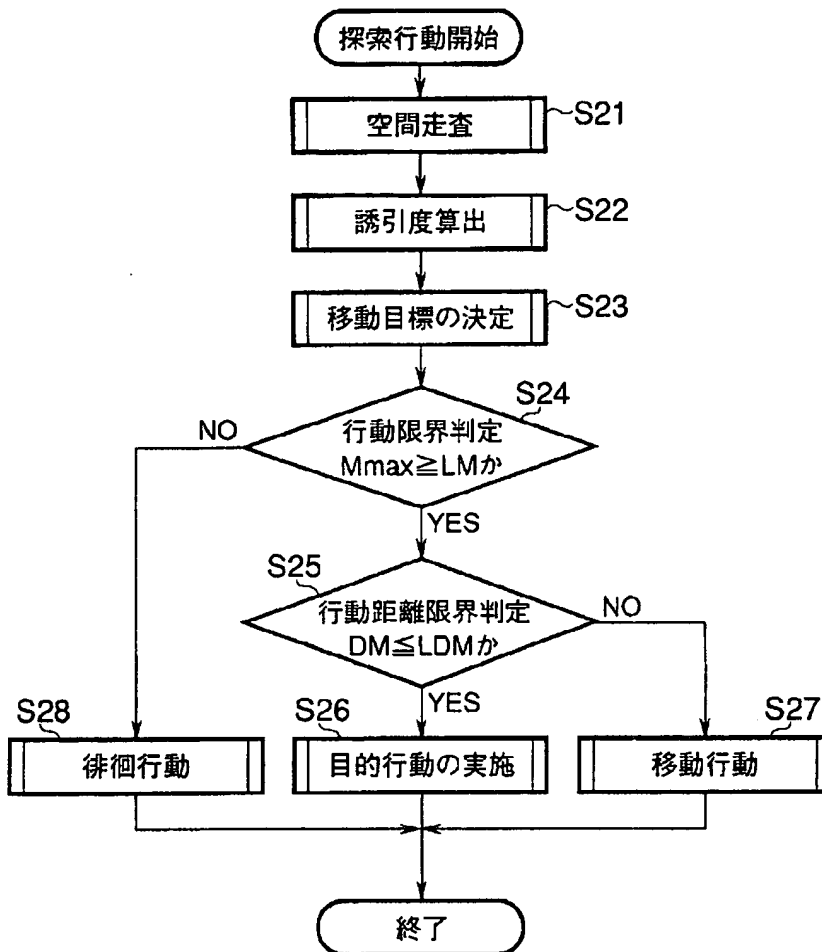 探索行動開始
空間走査
S21
誘引度算出
S22
移動目標の決定
S23
S24
NO
行動限界判定
Mmax≧LMか
YES
S25
行動距離限界判定
DM≦LDMか
NO
YES
S28
徘徊行動
S26
目的行動の実施
S27
移動行動
終了